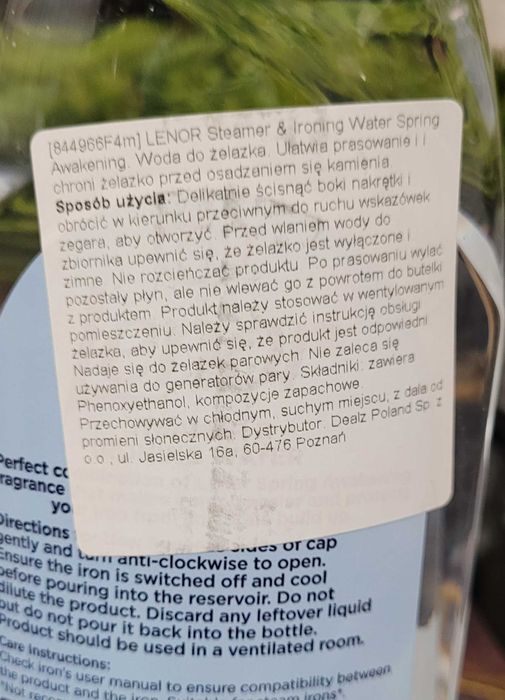 [844966F4m] LENOR Steamer & Ironing Water Spring
Awakening. Woda do żelazka. Ułatwia prasowanie i i
chroni żelazko przed osadzaniem się kamienia.
Sposób użycia: Delikatnie ścisnąć boki nakrętki i
obrócić w kierunku przeciwnym do ruchu wskazówek
zegara, aby otworzyć. Przed wlaniem wody do
zbiornika upewnić się, że żelazko jest wyłączone i
zimne. Nie rozcieńczać produktu. Po prasowaniu wylać
pozostały płyn, ale nie wlewać go z powrotem do butelki
z produktem. Produkt należy stosować w wentylowanym
pomieszczeniu. Należy sprawdzić instrukcję obsługi
żelazka, aby upewnić się, że produkt jest odpowiedni.
Nadaje się do żelazek parowych. Nie zaleca się
używania do generatorów pary. Składniki: zawiera
Phenoxyethanol, kompozycje zapachowe.
Przechowywać w chłodnym, suchym miejscu, z dala od
promieni słonecznych. Dystrybutor: Dealz Poland Sp. z
o.o., ul. Jasielska 16a, 60-476 Poznań
Perfect
fragrance
yo
Directions
gently and turn anti-clockwise to open.
sides of cap
Ensure the iron is switched off and cool
before pouring into the reservoir. Do not
dilute the product. Discard any leftover liquid
but do not pour it back into the bottle.
Product should be used in a ventilated room.
Care Instructions:
Check iron's user manual to ensure compatibility between
the product and the iron. Suitable for steam irons.